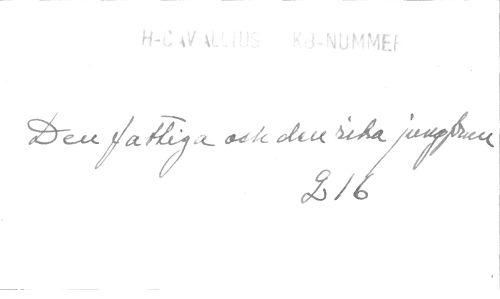 H-CAVALLIUS KB-NUMMER
Den fattiga och den rika jungfrun
216